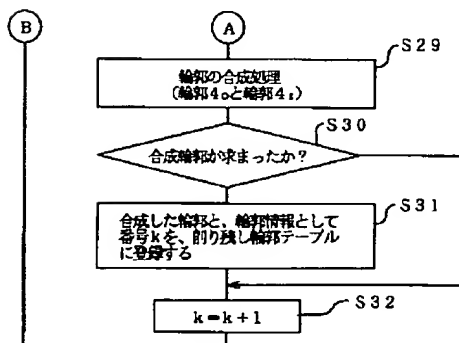 B
A
S29
輪郭の合成処理
(輪郭4oと輪郭4s)
S30
合成輪郭が求まったか?
S31
合成した輪郭と、輪郭情報として
番号kを、削り残し輪郭テーブル
に登録する
S32
k=k+1